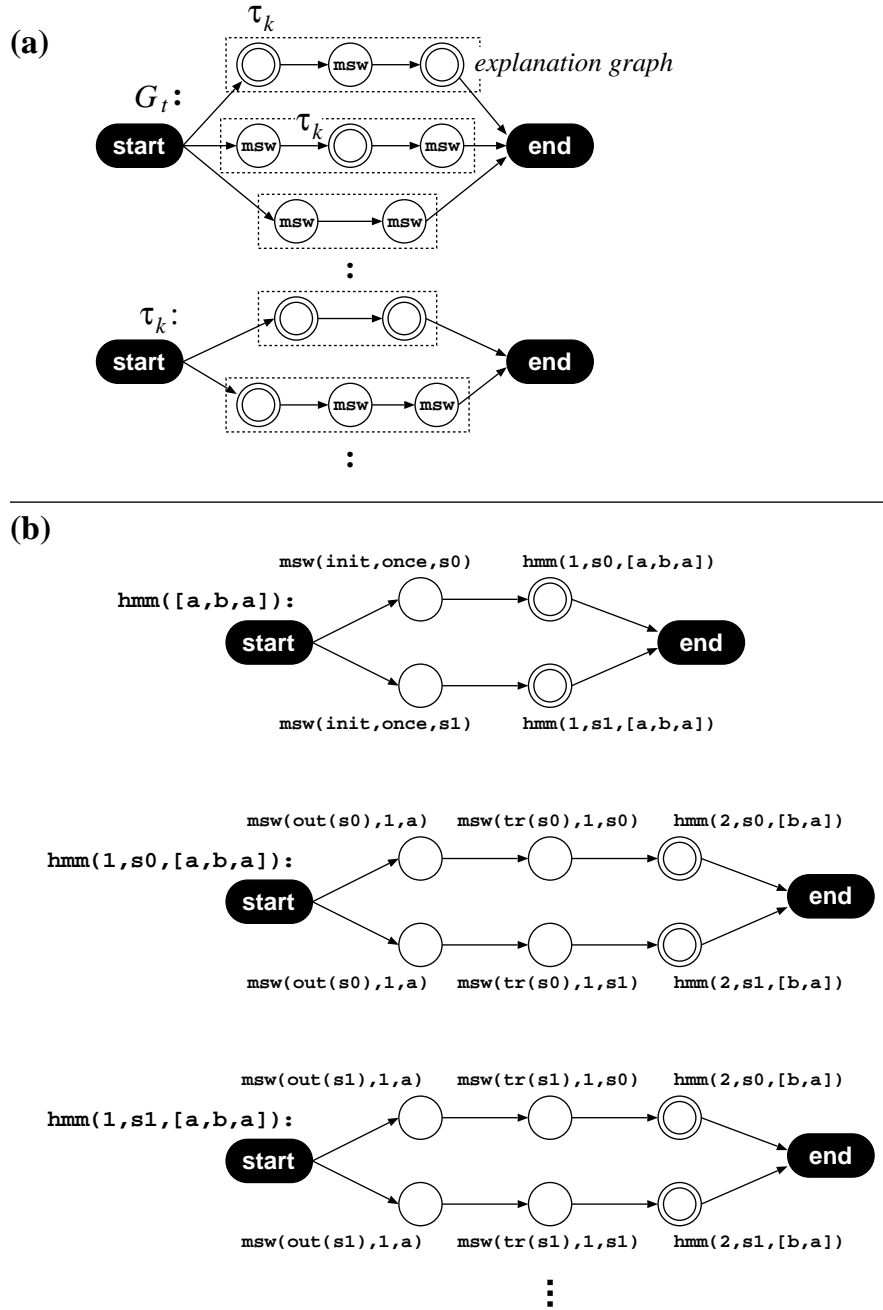 (a)
τk
msw
explanation graph
Gt:
τk
start
msw
msw
end
msw
msw
:
τk:
start
end
msw
msw
:
(b)
msw(init,once,s0) hmm(1,s0,[a,b,a])
hmm([a,b,a]):
start
end
msw(init,once,s1) hmm(1,s1,[a,b,a])
msw(out(s0),1,a) msw(tr(s0),1,s0) hmm(2,s0,[b,a])
hmm(1,s0,[a,b,a]):
start
end
msw(out(s0),1,a) msw(tr(s0),1,s1) hmm(2,s1,[b,a])
msw(out(s1),1,a) msw(tr(s1),1,s0) hmm(2,s0,[b,a])
hmm(1,s1,[a,b,a]):
start
end
msw(out(s1),1,a) msw(tr(s1),1,s1) hmm(2,s1,[b,a])
⋮